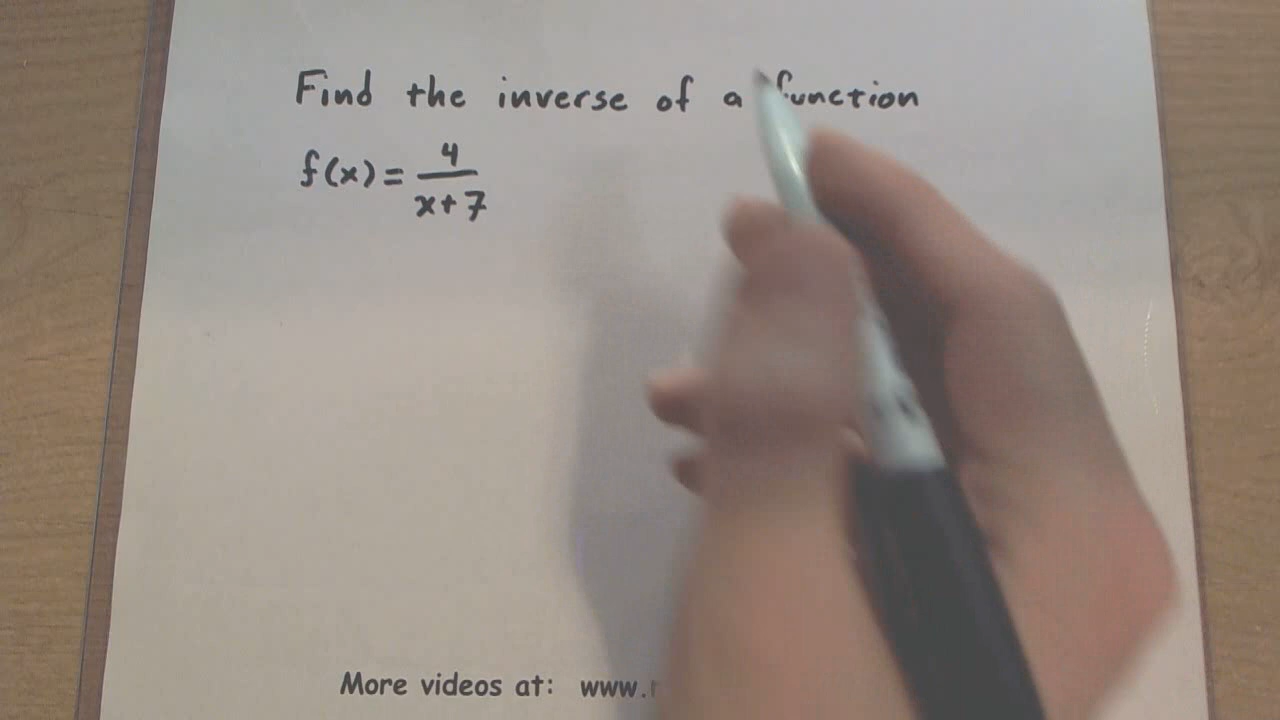 Find the inverse of a function
f(x) = 4/(x+7)
More videos at: www.